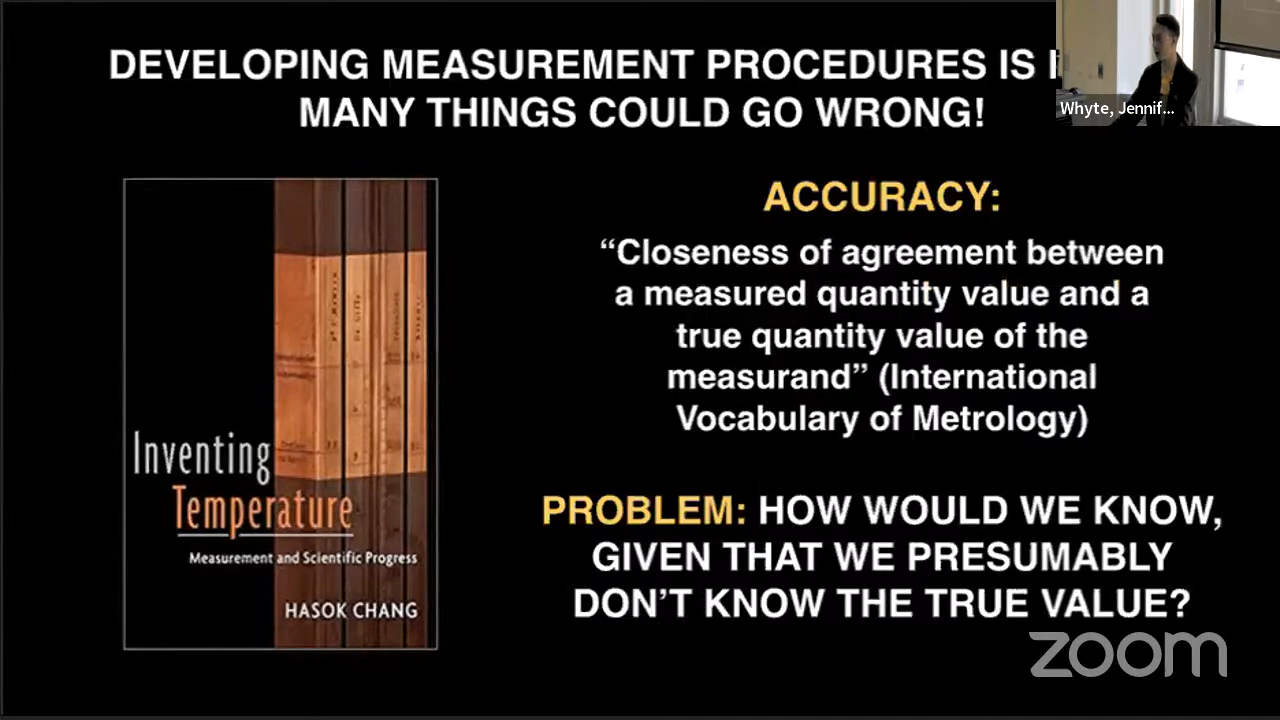 DEVELOPING MEASUREMENT PROCEDURES IS
MANY THINGS COULD GO WRONG!
Whyte, Jennif...
ACCURACY:
“Closeness of agreement between
a measured quantity value and a
true quantity value of the
measurand” (International
Vocabulary of Metrology)
PROBLEM: HOW WOULD WE KNOW,
GIVEN THAT WE PRESUMABLY
DON’T KNOW THE TRUE VALUE?
Inventing
Temperature
Measurement and Scientific Progress
HASOK CHANG
zoom